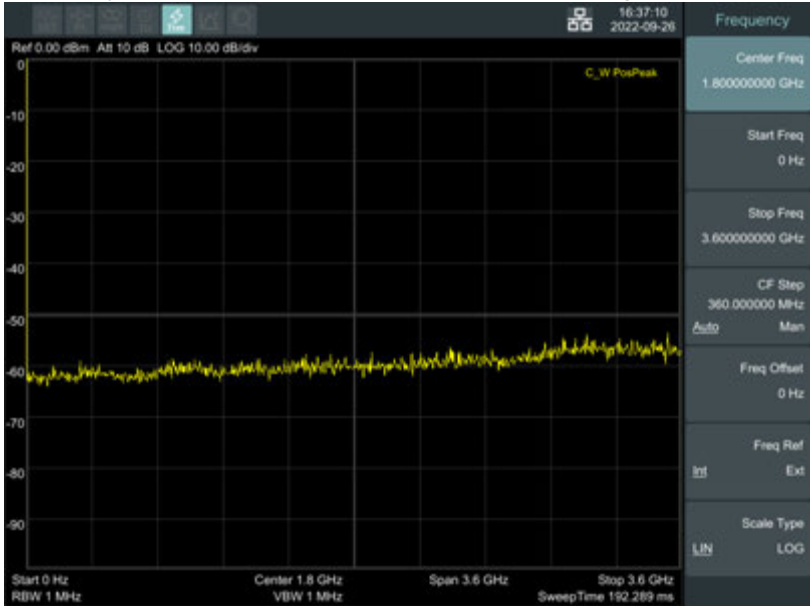 Free
16:37:10
2022-09-26
Frequency
Ref 0.00 dBm Att 10 dB LOG 10.00 dB/div
C_W PosPeak
0
-10
-20
-30
-40
-50
-60
-70
-80
-90
Start 0 Hz
Center 1.8 GHz
Span 3.6 GHz
Stop 3.6 GHz
RBW 1 MHz
VBW 1 MHz
SweepTime 192.289 ms
Center Freq
1.800000000 GHz
Start Freq
0 Hz
Stop Freq
3.600000000 GHz
CF Step
360.000000 MHz
Auto Man
Freq Offset
0 Hz
Freq Ref
Int Ext
Scale Type
LIN LOG